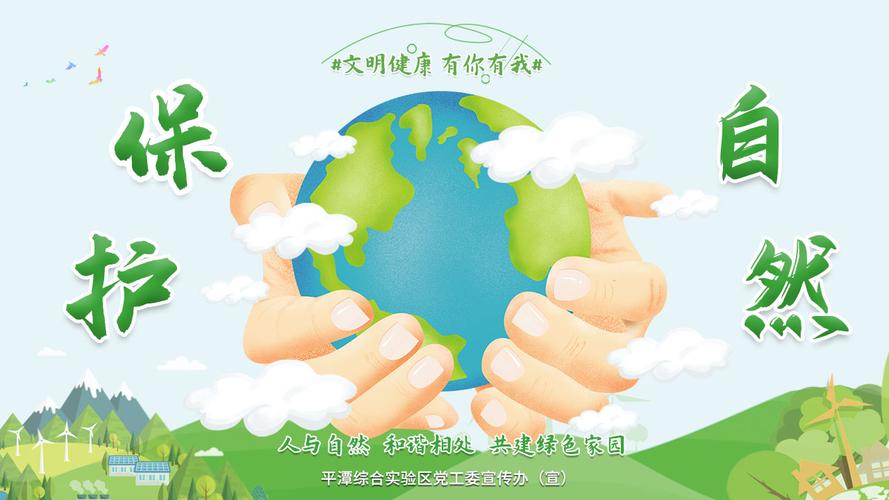 #文明健康 有你有我#
保护
自然
人与自然 和谐相处 共建绿色家园
平潭综合实验区党工委宣传办（宣）